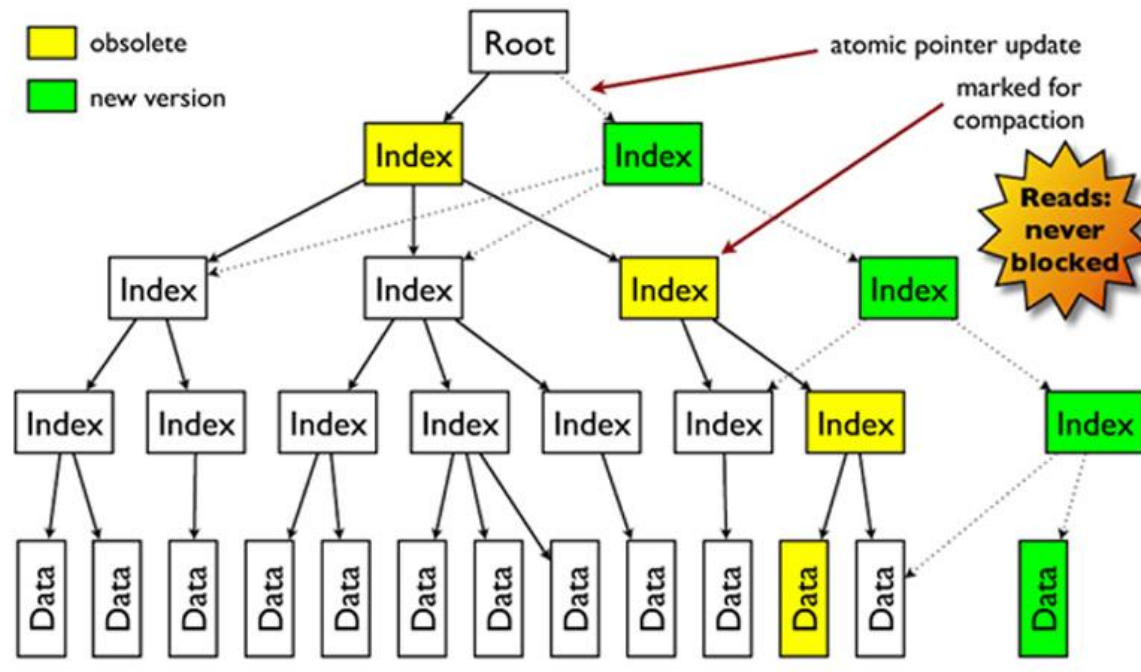 obsolete
new version
Root
atomic pointer update
marked for
compaction
Index
Index
Reads:
never
blocked
Index
Index
Index
Index
Index
Index
Index
Index
Index
Index
Index
Index
Data
Data
Data
Data
Data
Data
Data
Data
Data
Data
Data
Data
Data